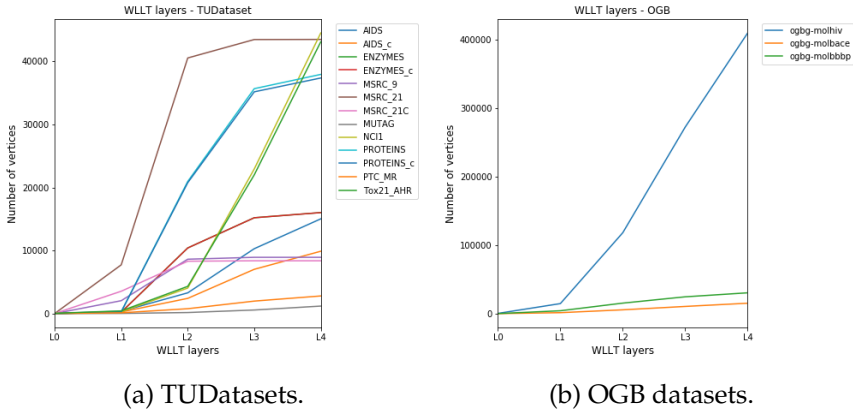 WLLT layers - TUDataset
Number of vertices
40000
30000
20000
10000
0
L0 L1 L2 L3 L4
WLLT layers
AIDS
AIDS_c
ENZYMES
ENZYMES_c
MSRC_9
MSRC_21
MSRC_21C
MUTAG
NCI1
PROTEINS
PROTEINS_c
PTC_MR
Tox21_AHR
(a) TUDatasets.
WLLT layers - OGB
Number of vertices
400000
300000
200000
100000
0
L0 L1 L2 L3 L4
WLLT layers
ogbg-molhiv
ogbg-molbace
ogbg-molbbbp
(b) OGB datasets.